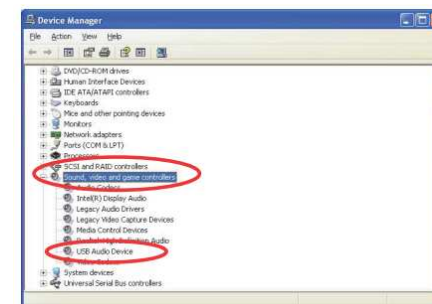 Device Manager
File Action View Help
DVD/CD-ROM drives
Human Interface Devices
IDE ATA/ATAPI controllers
Keyboards
Mice and other pointing devices
Monitors
Network adapters
Ports (COM & LPT)
Processors
SCSI and RAID controllers
Sound, video and game controllers
Audio Codecs
Intel(R) Display Audio
Legacy Audio Drivers
Legacy Video Capture Devices
Media Control Devices
Audio
USB Audio Device
System devices
Universal Serial Bus controllers